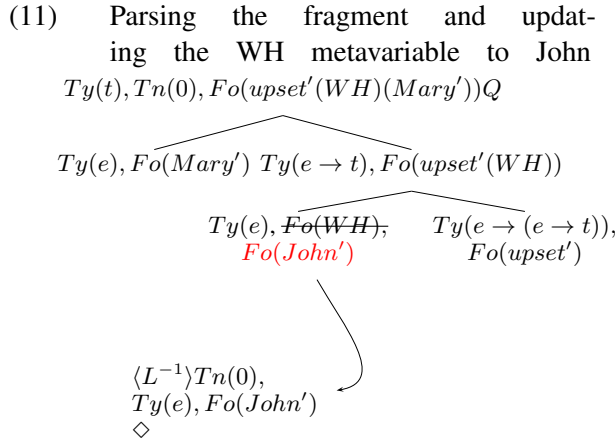 (11) Parsing the fragment and updat-
ing the WH metavariable to John
Ty(t), Tn(0), Fo(upset′(WH)(Mary′))Q
Ty(e), Fo(Mary′) Ty(e → t), Fo(upset′(WH))
Ty(e), Fo(WH), Ty(e → (e → t)),
Fo(John′) Fo(upset′)
⟨L⁻¹⟩Tn(0),
Ty(e), Fo(John′)
◇